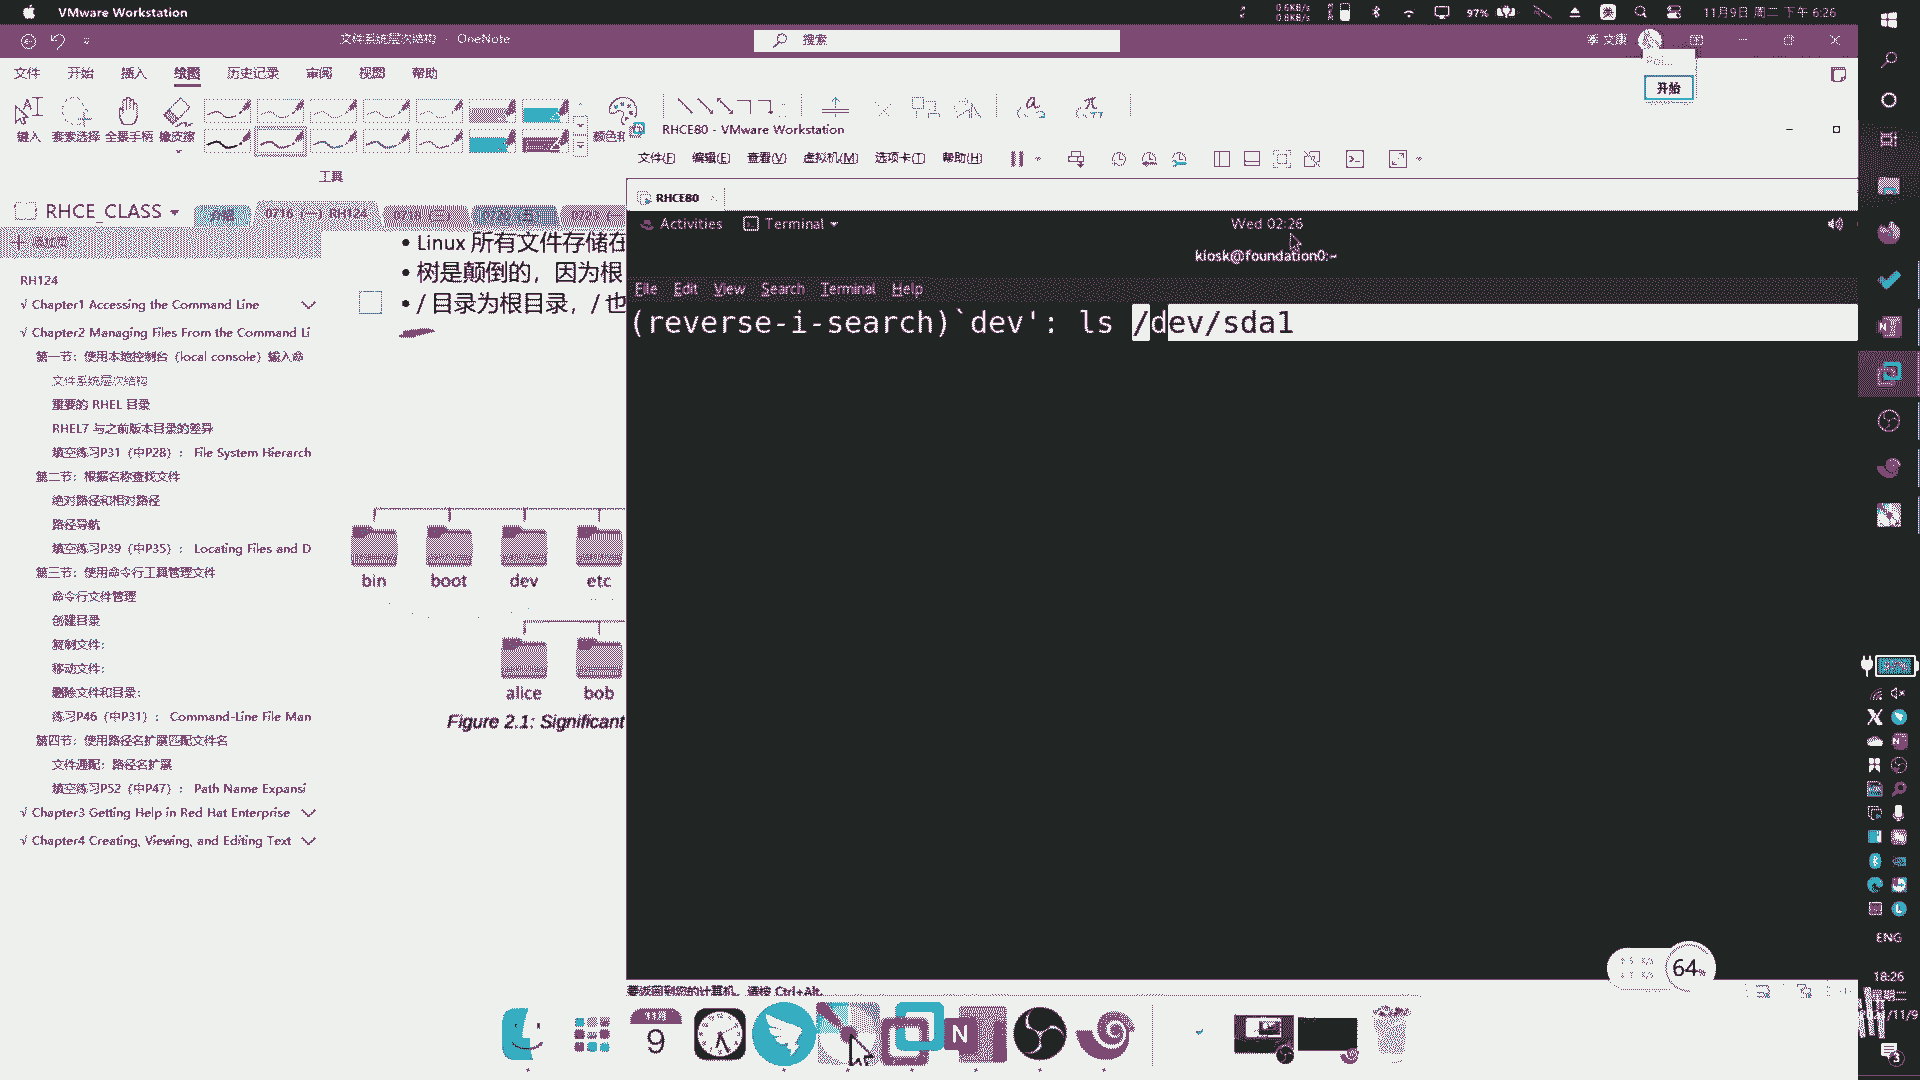 VMware Workstation
0.6KB/s
0.8KB/s
97%
美
11月9日 周二 下午 6:26
文件系统层次结构 - OneNote
搜索
李 文康
文件 开始 插入 绘图 历史记录 审阅 视图 帮助
开始
键入 套索选择 全景手柄 橡皮擦
工具
RHCE80 - VMware Workstation
文件(F) 编辑(E) 查看(V) 虚拟机(M) 选项卡(T) 帮助(H)
RHCE_CLASS
介绍
0716 (一) RH124
RHCE80
Activities Terminal Wed 02:26
kiosk@foundation0:~
File Edit View Search Terminal Help
(reverse-i-search)`dev': ls /dev/sda1
• Linux 所有文件存储在
• 树是颠倒的，因为根
• / 目录为根目录，/ 也
RH124
√ Chapter1 Accessing the Command Line
√ Chapter2 Managing Files From the Command Li
第一节：使用本地控制台（local console）输入命
文件系统层次结构
重要的 RHEL 目录
RHEL7 与之前版本目录的差异
填空练习P31（中P28）： File System Hierarch
第二节：根据名称查找文件
绝对路径和相对路径
路径导航
填空练习P39（中P35）： Locating Files and D
第三节：使用命令行工具管理文件
命令行文件管理
创建目录
复制文件：
移动文件：
删除文件和目录：
练习P46（中P31）： Command-Line File Man
第四节：使用路径名扩展匹配文件名
文件通配：路径名扩展
填空练习P52（中P47）： Path Name Expansi
√ Chapter3 Getting Help in Red Hat Enterprise
√ Chapter4 Creating, Viewing, and Editing Text
bin boot dev etc
alice bob
Figure 2.1: Significant
要返回到您的计算机，请按 Ctrl+Alt。
64%
ENG
18:26
11月
9
3